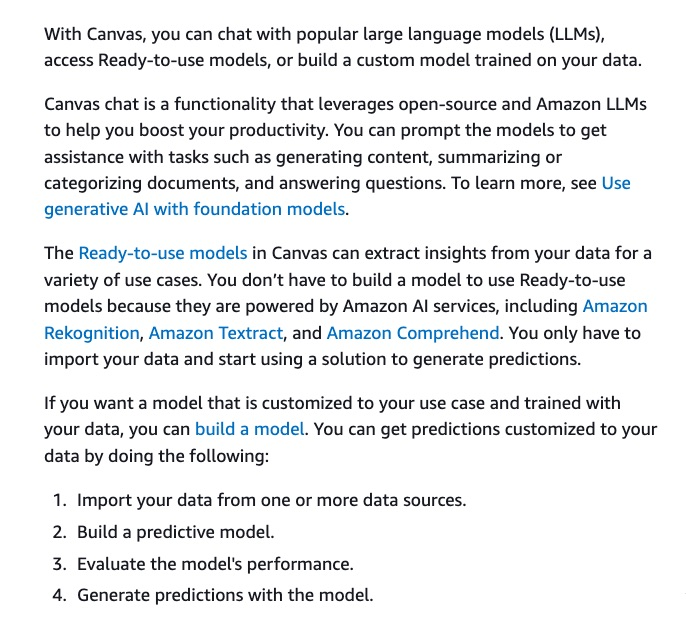 With Canvas, you can chat with popular large language models (LLMs),
access Ready-to-use models, or build a custom model trained on your data.
Canvas chat is a functionality that leverages open-source and Amazon LLMs
to help you boost your productivity. You can prompt the models to get
assistance with tasks such as generating content, summarizing or
categorizing documents, and answering questions. To learn more, see Use
generative AI with foundation models.
The Ready-to-use models in Canvas can extract insights from your data for a
variety of use cases. You don’t have to build a model to use Ready-to-use
models because they are powered by Amazon AI services, including Amazon
Rekognition, Amazon Textract, and Amazon Comprehend. You only have to
import your data and start using a solution to generate predictions.
If you want a model that is customized to your use case and trained with
your data, you can build a model. You can get predictions customized to your
data by doing the following:
1. Import your data from one or more data sources.
2. Build a predictive model.
3. Evaluate the model's performance.
4. Generate predictions with the model.